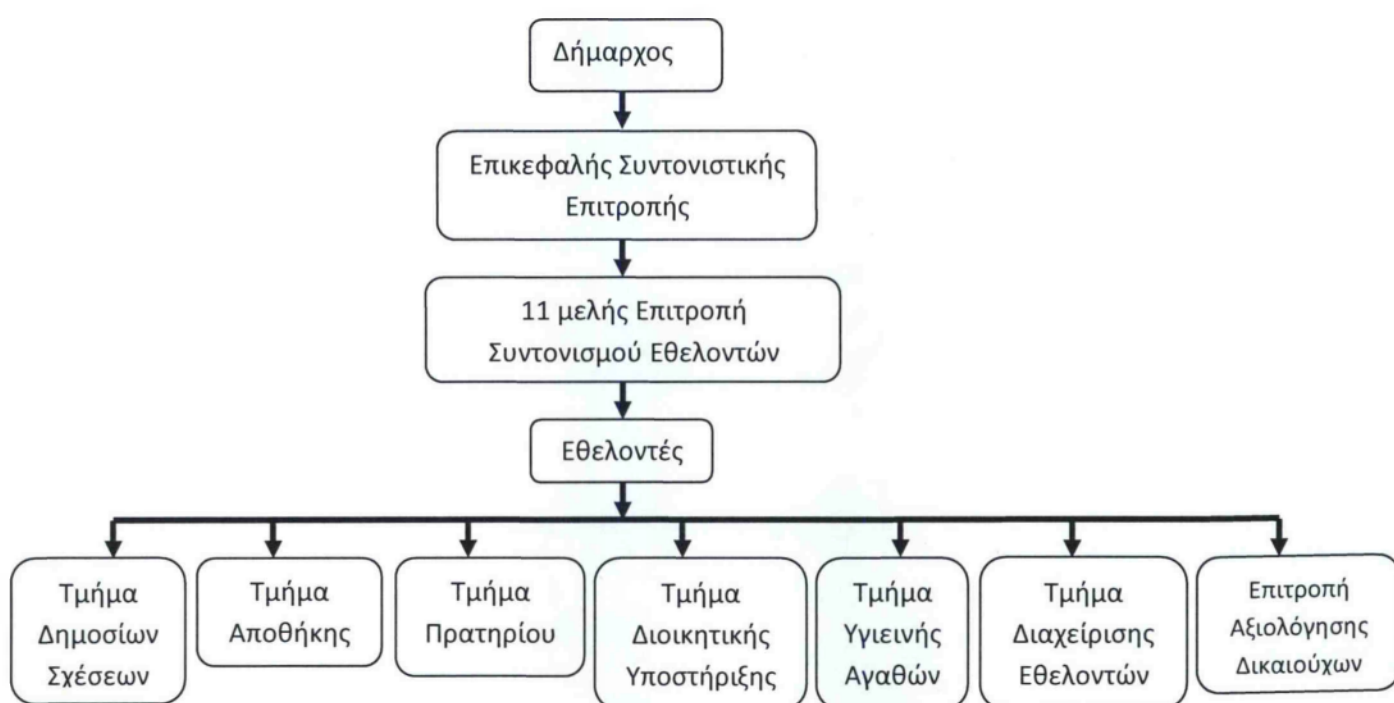 Δήμαρχος
Επικεφαλής Συντονιστικής
Επιτροπής
11 μελής Επιτροπή
Συντονισμού Εθελοντών
Εθελοντές
Τμήμα
Δημοσίων
Σχέσεων
Τμήμα
Αποθήκης
Τμήμα
Πρατηρίου
Τμήμα
Διοικητικής
Υποστήριξης
Τμήμα
Υγιεινής
Αγαθών
Τμήμα
Διαχείρισης
Εθελοντών
Επιτροπή
Αξιολόγησης
Δικαιούχων